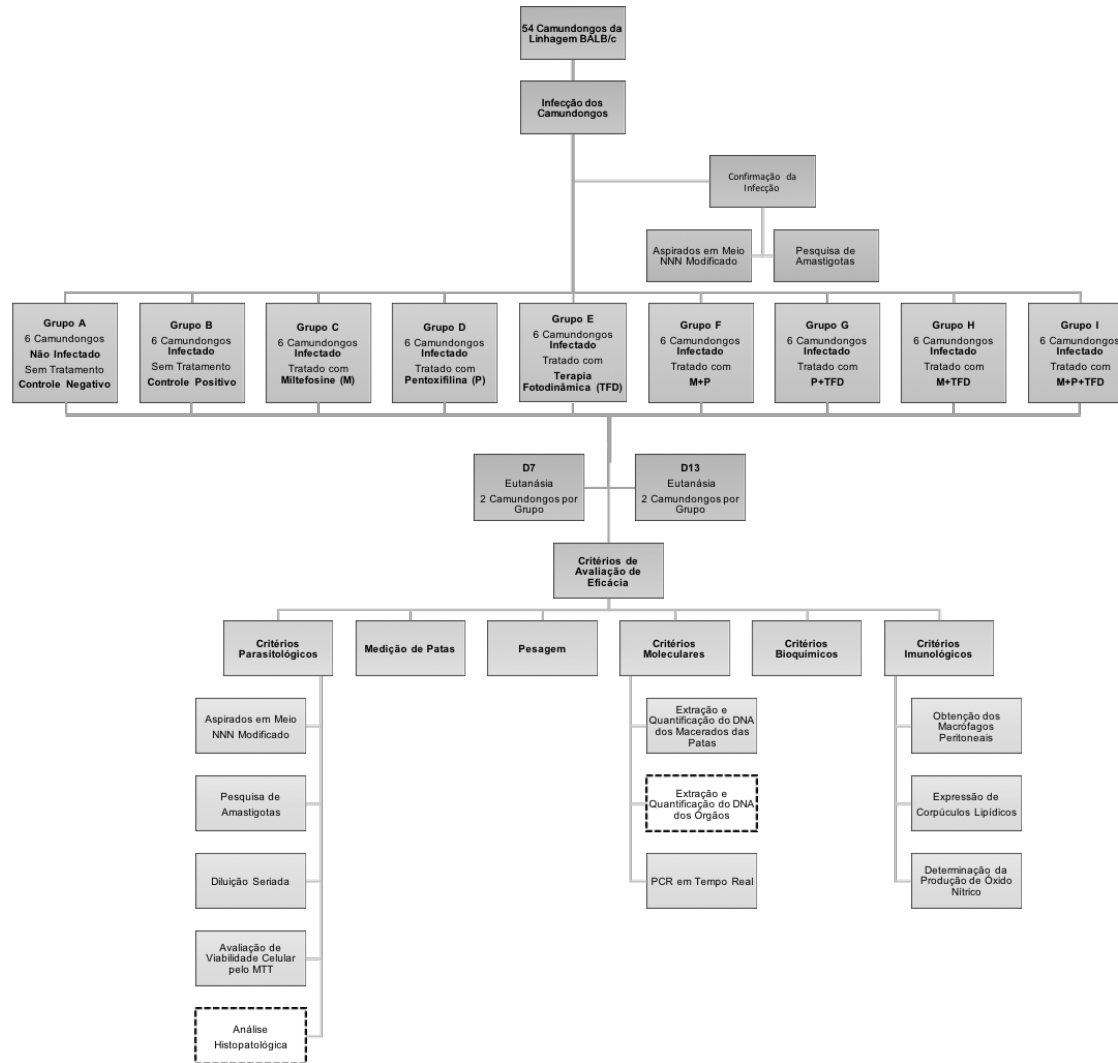 54 Camundongos da
Linhagem BALB/c
Infecção dos
Camundongos
Confirmação da
Infecção
Aspirados em Meio
NNN Modificado
Pesquisa de
Amastigotas
Grupo A
6 Camundongos
Não Infectado
Sem Tratamento
Controle Negativo
Grupo B
6 Camundongos
Infectado
Sem Tratamento
Controle Positivo
Grupo C
6 Camundongos
Infectado
Tratado com
Miltefosine (M)
Grupo D
6 Camundongos
Infectado
Tratado com
Pentoxifilina (P)
Grupo E
6 Camundongos
Infectado
Tratado com
Terapia
Fotodinâmica (TFD)
Grupo F
6 Camundongos
Infectado
Tratado com
M+P
Grupo G
6 Camundongos
Infectado
Tratado com
P+TFD
Grupo H
6 Camundongos
Infectado
Tratado com
M+TFD
Grupo I
6 Camundongos
Infectado
Tratado com
M+P+TFD
D7
Eutanásia
2 Camundongos por
Grupo
D13
Eutanásia
2 Camundongos por
Grupo
Critérios de
Avaliação de
Eficácia
Critérios
Parasitológicos
Medição de Patas
Pesagem
Critérios
Moleculares
Critérios
Bioquímicos
Critérios
Imunológicos
Aspirados em Meio
NNN Modificado
Pesquisa de
Amastigotas
Diluição Seriada
Avaliação de
Viabilidade Celular
pelo MTT
Análise
Histopatológica
Extração e
Quantificação do DNA
dos Macerados das
Patas
Extração e
Quantificação do DNA
dos Órgãos
PCR em Tempo Real
Obtenção dos
Macrófagos
Peritoneais
Expressão de
Corpúculos Lipídicos
Determinação da
Produção de Óxido
Nítrico